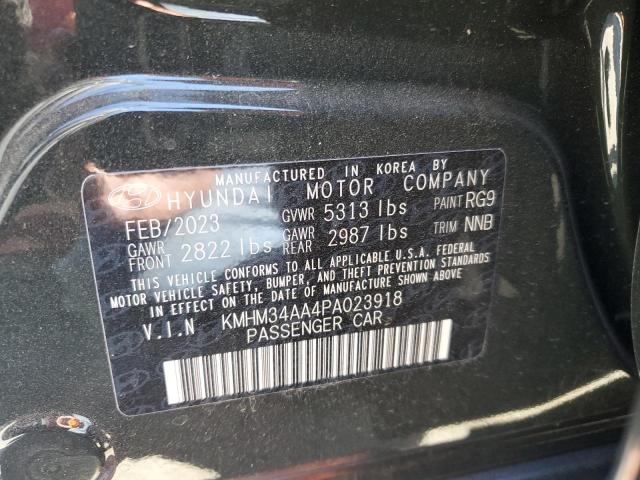 MANUFACTURED IN KOREA BY
HYUNDAI MOTOR COMPANY
FEB/2023 GVWR 5313 lbs PAINT RG9
GAWR FRONT 2822 lbs GAWR REAR 2987 lbs TRIM NNB
THIS VEHICLE CONFORMS TO ALL APPLICABLE U.S.A. FEDERAL
MOTOR VEHICLE SAFETY, BUMPER, AND THEFT PREVENTION STANDARDS
IN EFFECT ON THE DATE OF MANUFACTURE SHOWN ABOVE.
V.I.N KMHM34AA4PA023918
PASSENGER CAR